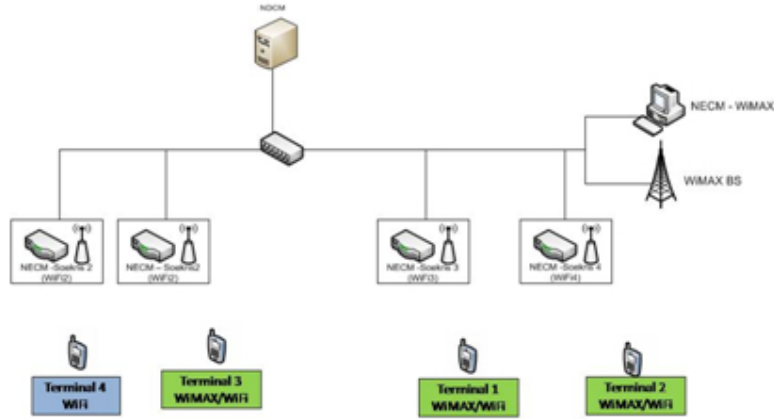 NDCM
NECM - WiMAX
WiMAX BS
NECM -Soekris 2
(WiFi2)
NECM - Soekris2
(WiFi2)
NECM -Soekris 3
(WiFi3)
NECM -Soekris 4
(WiFi4)
Terminal 4
WiFi
Terminal 3
WiMAX/WiFi
Terminal 1
WiMAX/WiFi
Terminal 2
WiMAX/WiFi